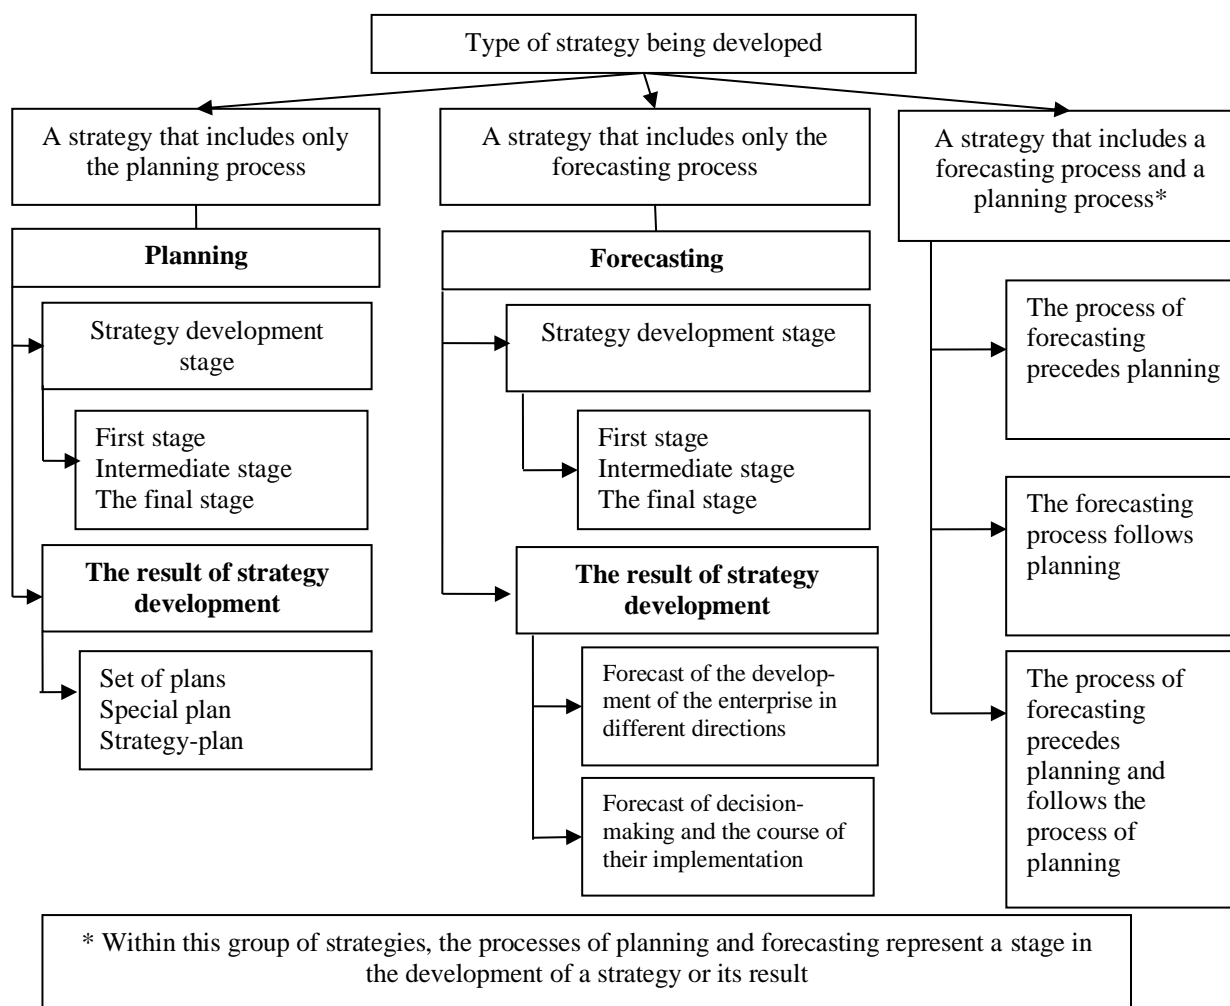 Type of strategy being developed
A strategy that includes only
the planning process
Planning
Strategy development
stage
First stage
Intermediate stage
The final stage
The result of strategy
development
Set of plans
Special plan
Strategy-plan
A strategy that includes only the
forecasting process
Forecasting
Strategy development stage
First stage
Intermediate stage
The final stage
The result of strategy
development
Forecast of the develop-
ment of the enterprise in
different directions
Forecast of decision-
making and the course of
their implementation
A strategy that includes a
forecasting process and a
planning process*
The process of
forecasting
precedes planning
The forecasting
process follows
planning
The process of
forecasting
precedes
planning and
follows the
process of
planning
* Within this group of strategies, the processes of planning and forecasting represent a stage in
the development of a strategy or its result